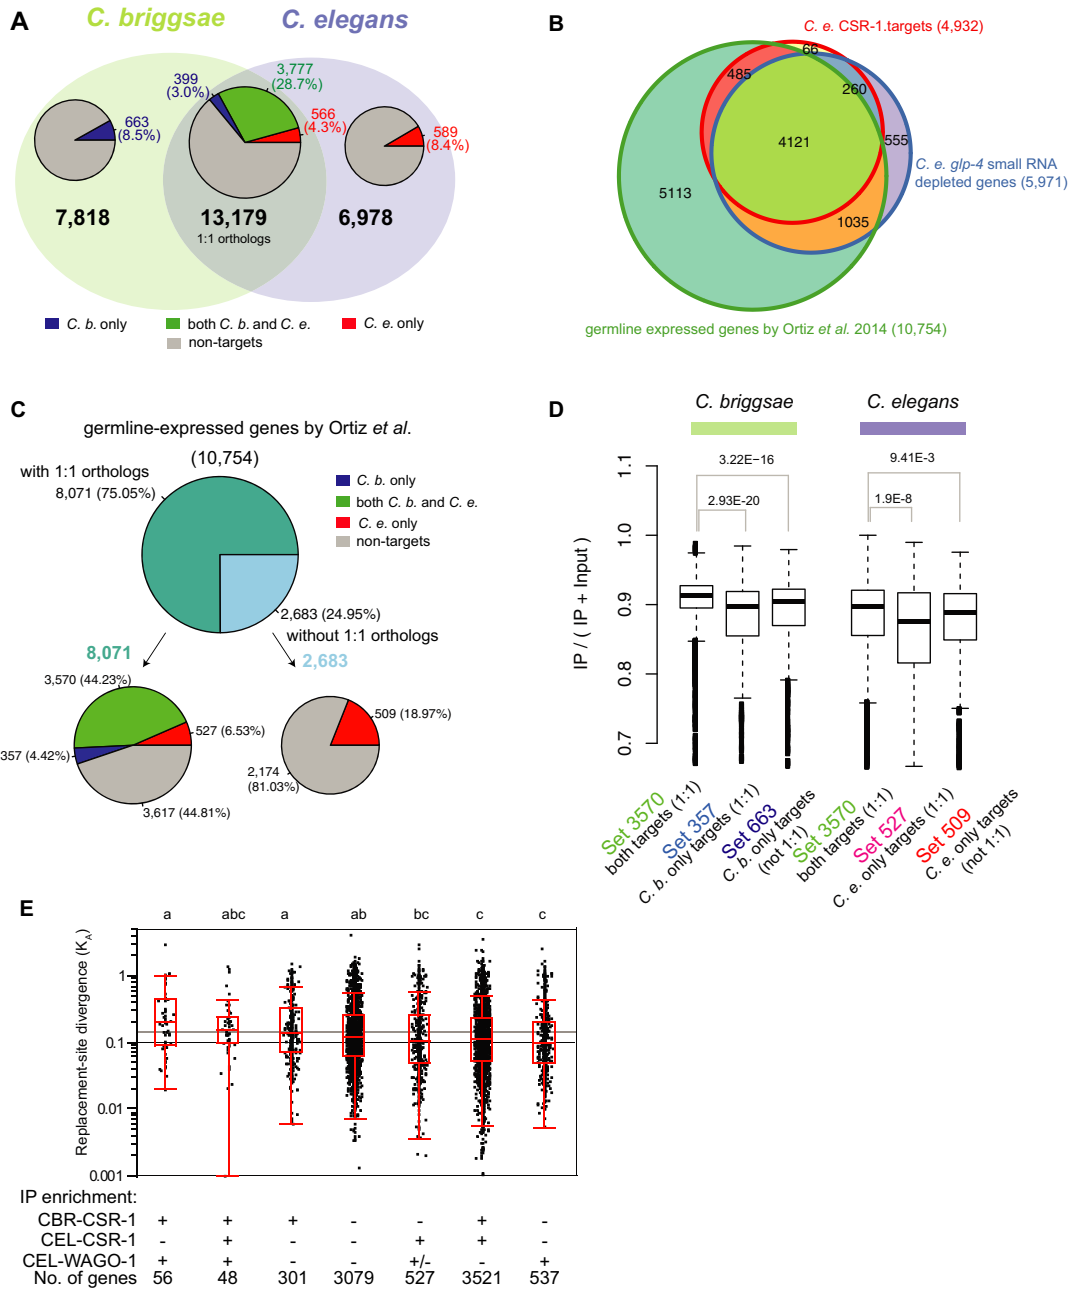 A
C. briggsae
C. elegans
399
(3.0%)
3,777
(28.7%)
663
(8.5%)
566
(4.3%)
589
(8.4%)
7,818
13,179
1:1 orthologs
6,978
C. b. only
both C. b. and C. e.
C. e. only
non-targets
B
C. e. CSR-1.targets (4,932)
66
485
260
4121
555
C. e. glp-4 small RNA
depleted genes (5,971)
5113
1035
germline expressed genes by Ortiz et al. 2014 (10,754)
C
germline-expressed genes by Ortiz et al.
(10,754)
with 1:1 orthologs
8,071 (75.05%)
C. b. only
both C. b. and C. e.
C. e. only
non-targets
2,683 (24.95%)
without 1:1 orthologs
8,071
2,683
3,570 (44.23%)
527 (6.53%)
357 (4.42%)
3,617 (44.81%)
509 (18.97%)
2,174
(81.03%)
D
C. briggsae
C. elegans
3.22E−16
2.93E-20
9.41E-3
1.9E-8
IP / ( IP + Input )
1.1
1.0
0.9
0.8
0.7
Set 3570
both targets (1:1)
Set 357
C. b. only targets (1:1)
Set 663
C. b. only targets
(not 1:1)
Set 3570
both targets (1:1)
Set 527
C. e. only targets (1:1)
Set 509
C. e. only targets
(not 1:1)
E
a abc a ab bc c c
Replacement-site divergence (KA)
1
0.1
0.01
0.001
IP enrichment:
CBR-CSR-1 + + + - - + -
CEL-CSR-1 - + - - + + -
CEL-WAGO-1 + + - - +/- - +
No. of genes 56 48 301 3079 527 3521 537